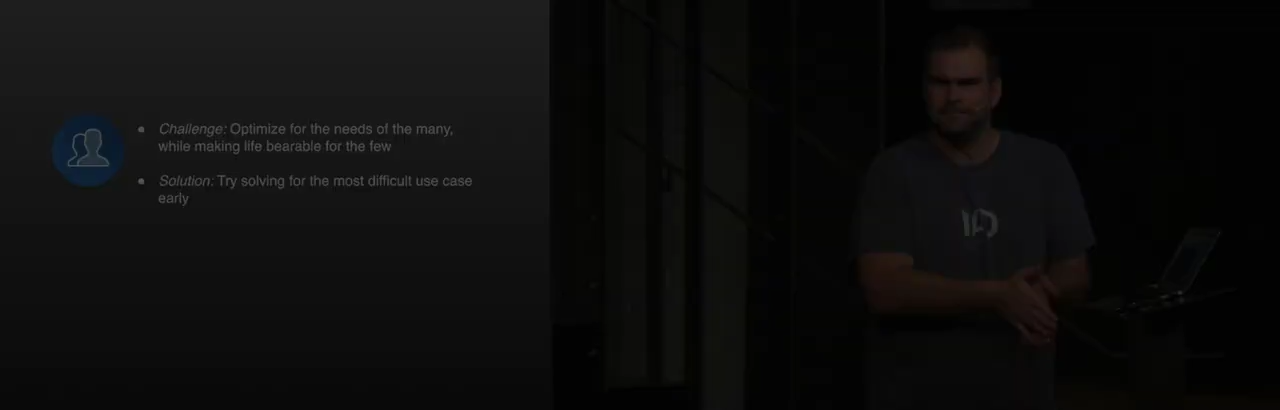 Challenge: Optimize for the needs of the many,
while making life bearable for the few
Solution: Try solving for the most difficult use case
early